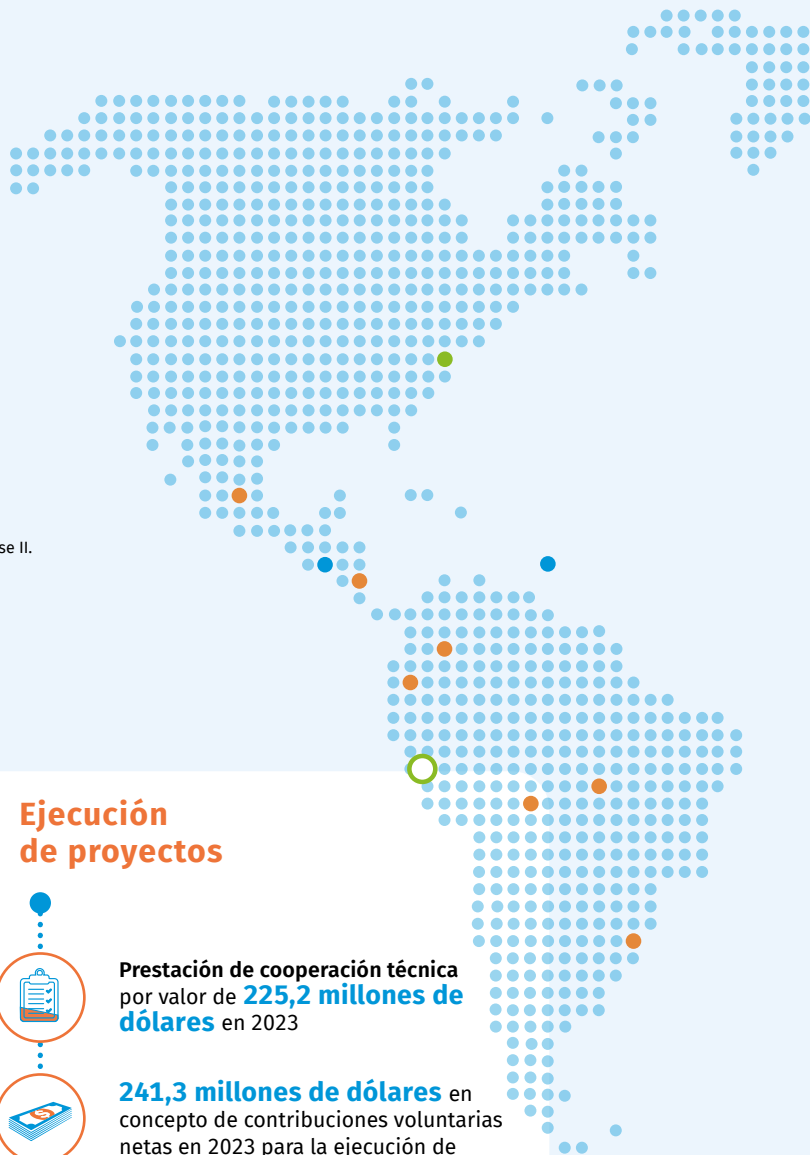 se II.
Ejecución
de proyectos
Prestación de cooperación técnica
por valor de 225,2 millones de
dólares en 2023
241,3 millones de dólares en
concepto de contribuciones voluntarias
netas en 2023 para la ejecución de